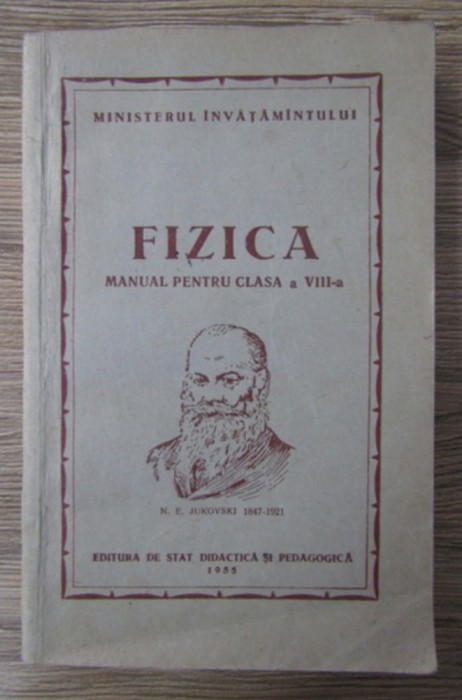 MINISTERUL ÎNVĂȚĂMÎNTULUI
FIZICA
MANUAL PENTRU CLASA a VIII-a
N. E. JUKOVSKI 1847-1921
EDITURA DE STAT DIDACTICĂ ȘI PEDAGOGICĂ
1955